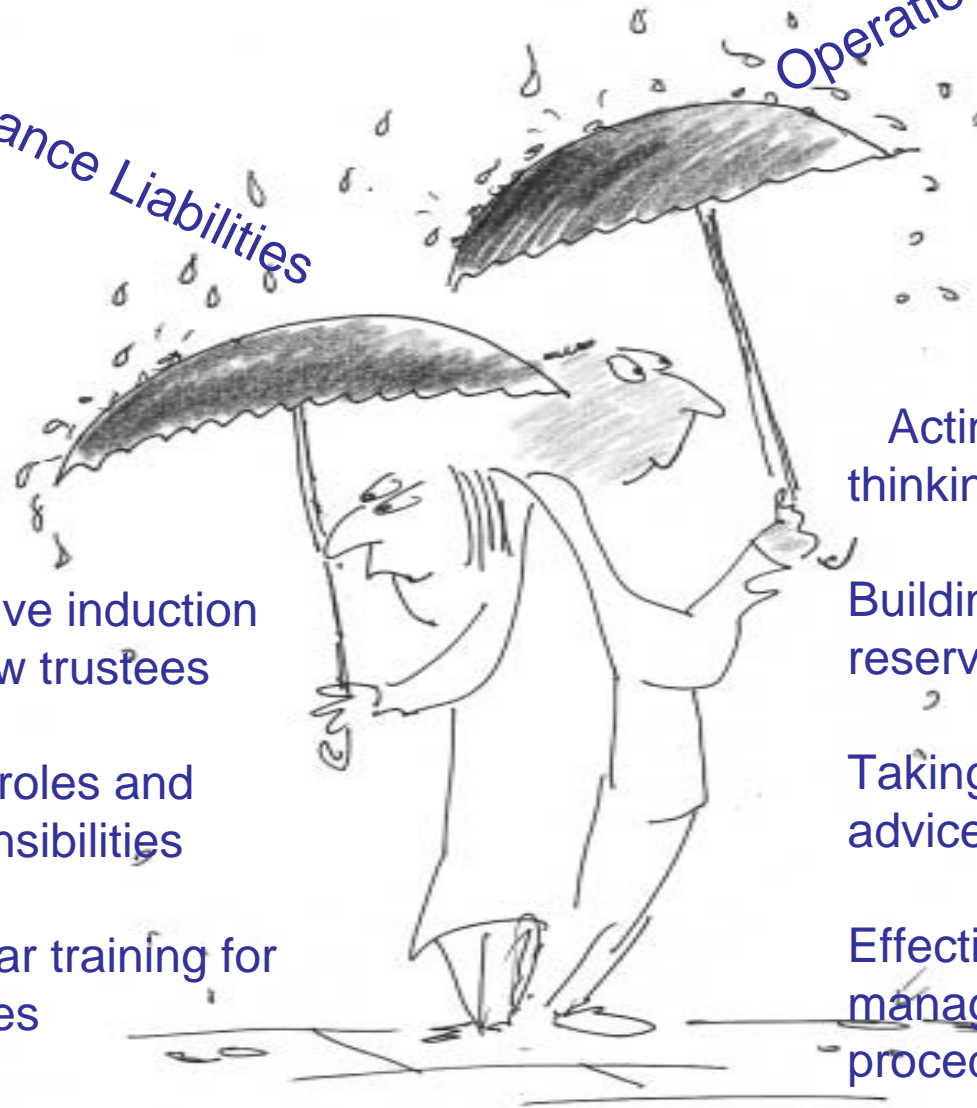 ance Liabilities
Operatio
ve induction
w trustees
roles and
nsibilities
ar training for
es
Actin
thinkin
Buildin
reserv
Taking
advice
Effecti
manag
proced